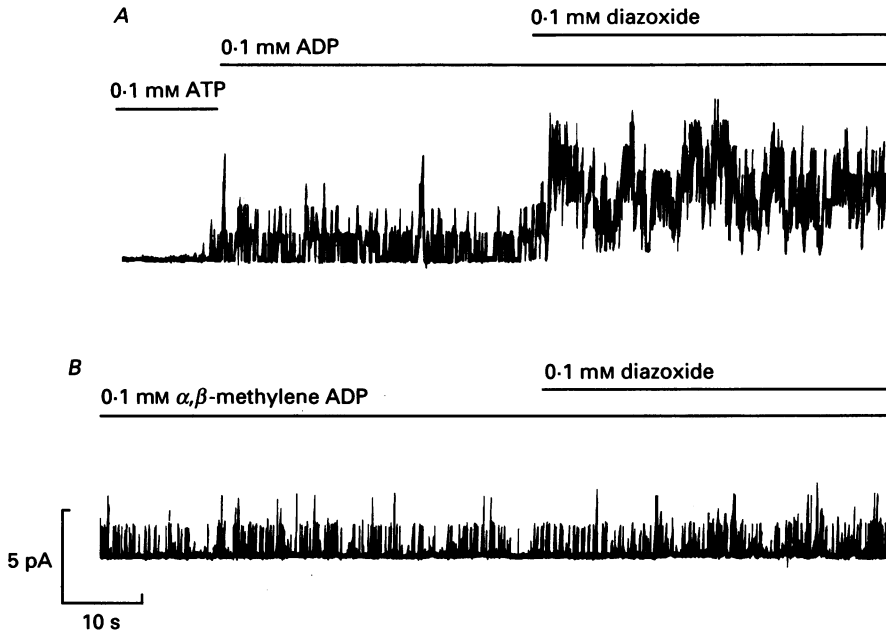 A
0·1 mM diazoxide
0·1 mM ADP
0·1 mM ATP
B
0·1 mM diazoxide
0·1 mM α,β-methylene ADP
5 pA
10 s